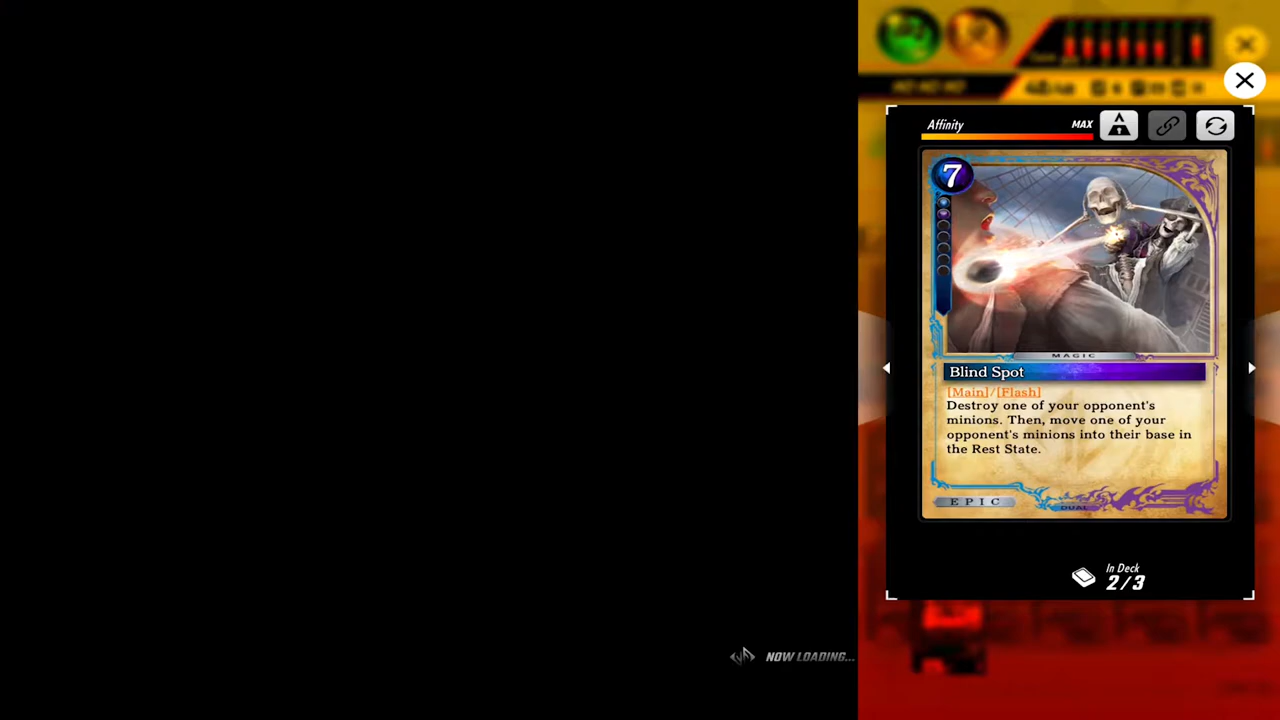 Affinity
MAX
7
MAGIC
Blind Spot
[Main]/[Flash]
Destroy one of your opponent's
minions. Then, move one of your
opponent's minions into their base in
the Rest State.
EPIC
DUAL
In Deck
2/3
NOW LOADING...